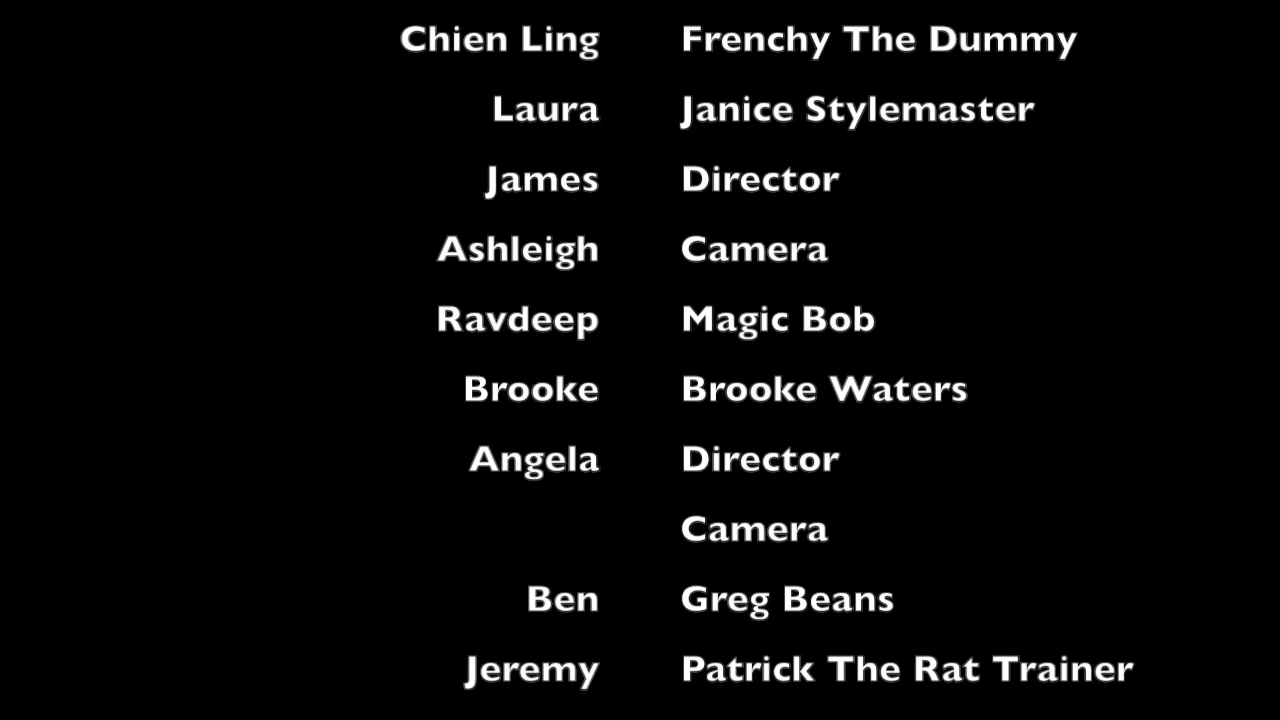 Chien Ling Frenchy The Dummy
Laura Janice Stylemaster
James Director
Ashleigh Camera
Ravdeep Magic Bob
Brooke Brooke Waters
Angela Director
Camera
Ben Greg Beans
Jeremy Patrick The Rat Trainer